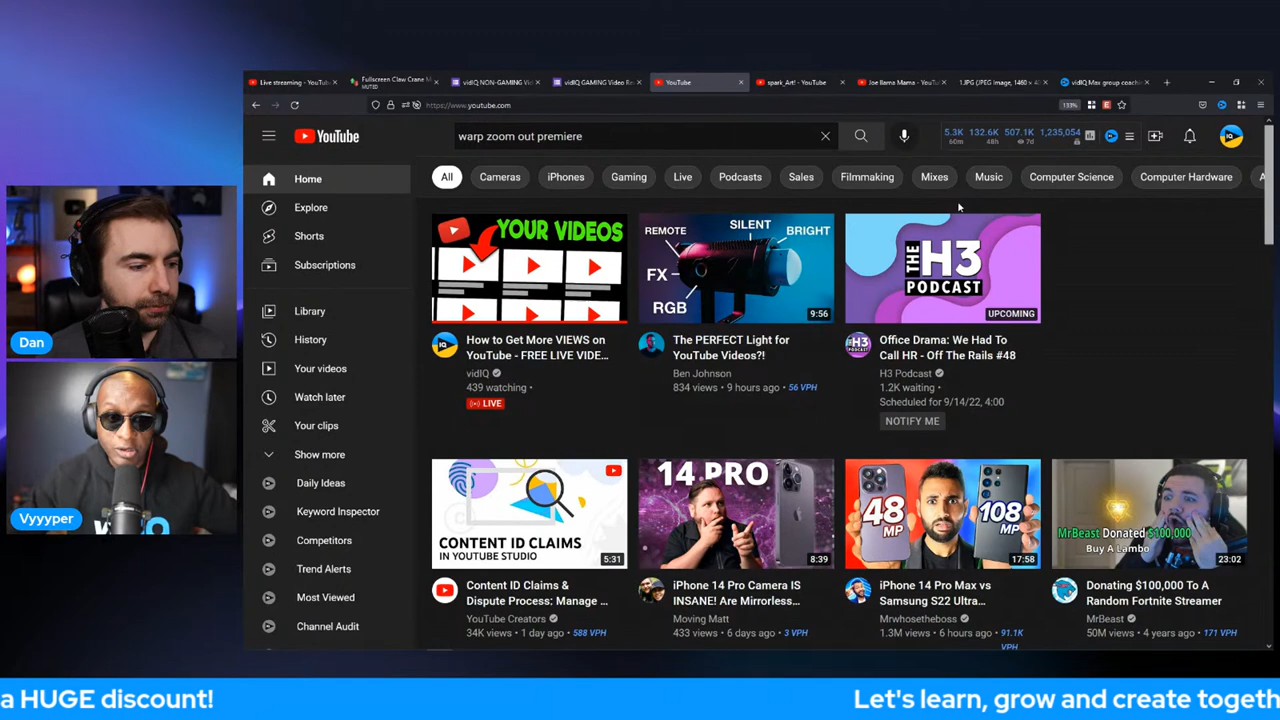 Live streaming - YouTub
Fullscreen Claw Crane M
MUTED
vidIQ NON-GAMING Vi
vidIQ GAMING Video Re
YouTube
spark_Art! - YouTube
Joe llama Mama - YouTub
1.JPG (JPEG Image, 1460 × 40
vidIQ Max group coachi
https://www.youtube.com
133%
YouTube
warp zoom out premiere
5.3K 132.6K 507.1K 1,235,054
60m 48h 7d
IQ
Home
Explore
Shorts
Subscriptions
Library
History
Your videos
Watch later
Your clips
Show more
Daily Ideas
Keyword Inspector
Competitors
Trend Alerts
Most Viewed
Channel Audit
All Cameras iPhones Gaming Live Podcasts Sales Filmmaking Mixes Music Computer Science Computer Hardware A
YOUR VIDEOS
How to Get More VIEWS on
YouTube - FREE LIVE VIDE...
vidIQ
439 watching •
LIVE
REMOTE SILENT BRIGHT
FX
RGB
9:56
The PERFECT Light for
YouTube Videos?!
Ben Johnson
834 views • 9 hours ago • 56 VPH
THE
H3
PODCAST
UPCOMING
Office Drama: We Had To
Call HR - Off The Rails #48
H3 Podcast
1.2K waiting •
Scheduled for 9/14/22, 4:00
NOTIFY ME
CONTENT ID CLAIMS
IN YOUTUBE STUDIO
5:31
Content ID Claims &
Dispute Process: Manage ...
YouTube Creators
34K views • 1 day ago • 588 VPH
14 PRO
8:39
iPhone 14 Pro Camera IS
INSANE! Are Mirrorless...
Moving Matt
433 views • 6 days ago • 3 VPH
48
MP
108
MP
17:58
iPhone 14 Pro Max vs
Samsung S22 Ultra...
Mrwhosetheboss
1.3M views • 6 hours ago • 91.1K
VPH
MrBeast Donated $100,000
Buy A Lambo
23:02
Donating $100,000 To A
Random Fortnite Streamer
MrBeast
50M views • 4 years ago • 171 VPH
Dan
Vyyyper
a HUGE discount!
Let's learn, grow and create togeth